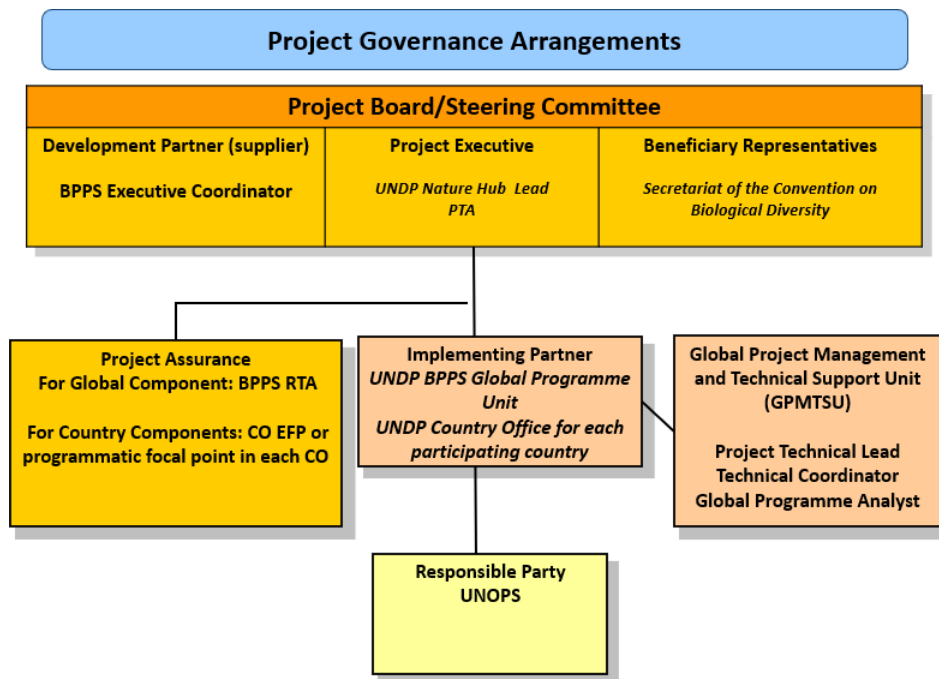 Project Governance Arrangements
Project Board/Steering Committee
Development Partner (supplier)
BPPS Executive Coordinator
Project Executive
UNDP Nature Hub Lead
PTA
Beneficiary Representatives
Secretariat of the Convention on
Biological Diversity
Project Assurance
For Global Component: BPPS RTA
For Country Components: CO EFP or
programmatic focal point in each CO
Implementing Partner
UNDP BPPS Global Programme
Unit
UNDP Country Office for each
participating country
Global Project Management
and Technical Support Unit
(GPMTSU)
Project Technical Lead
Technical Coordinator
Global Programme Analyst
Responsible Party
UNOPS